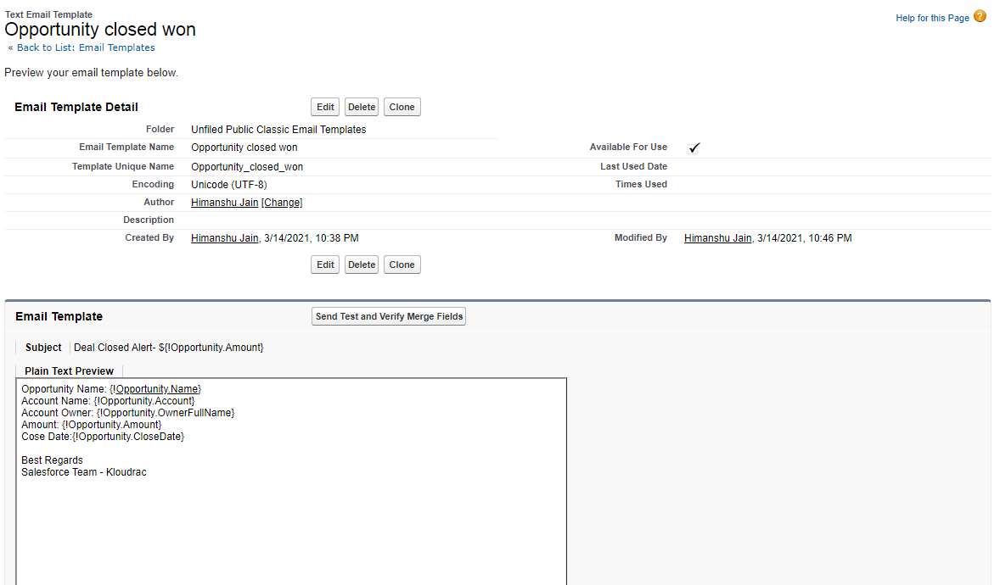 Text Email Template
Opportunity closed won
Help for this Page ?
« Back to List: Email Templates
Preview your email template below.
Email Template Detail
Edit Delete Clone
Folder Unfiled Public Classic Email Templates
Email Template Name Opportunity closed won Available For Use
Template Unique Name Opportunity_closed_won Last Used Date
Encoding Unicode (UTF-8) Times Used
Author Himanshu Jain [Change]
Description
Created By Himanshu Jain, 3/14/2021, 10:38 PM Modified By Himanshu Jain, 3/14/2021, 10:46 PM
Edit Delete Clone
Email Template
Send Test and Verify Merge Fields
Subject Deal Closed Alert- ${!Opportunity.Amount}
Plain Text Preview
Opportunity Name: {!Opportunity.Name}
Account Name: {!Opportunity.Account}
Account Owner: {!Opportunity.OwnerFullName}
Amount: {!Opportunity.Amount}
Cose Date:{!Opportunity.CloseDate}
Best Regards
Salesforce Team - Kloudrac